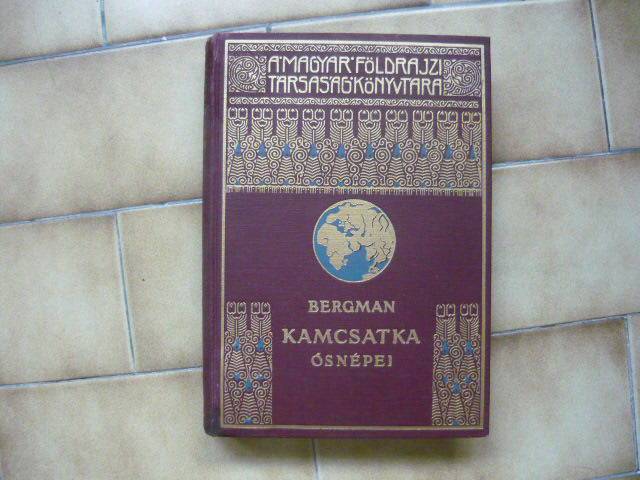 A MAGYAR FÖLDRAJZI
TÁRSASÁG KÖNYVTÁRA
BERGMAN
KAMCSATKA
ŐSNÉPEI